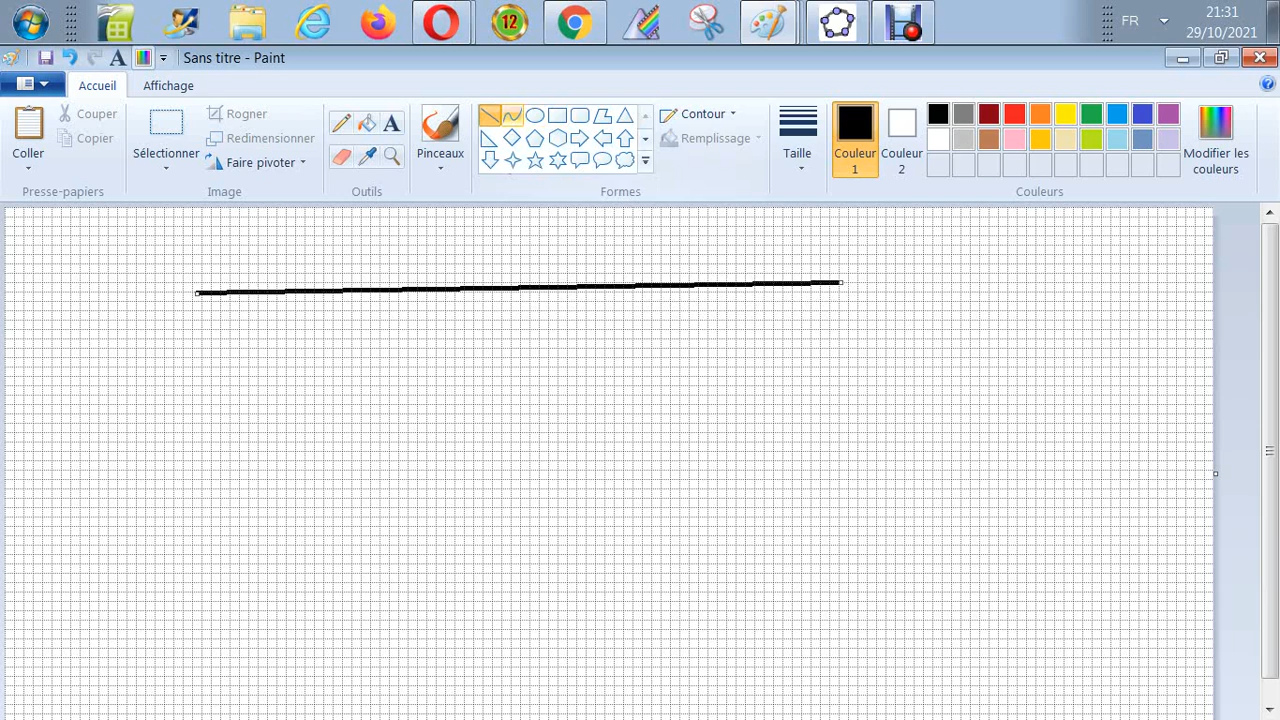 12
FR
21:31
29/10/2021
A
Sans titre - Paint
Accueil
Affichage
?
Coller
Couper
Copier
Presse-papiers
Sélectionner
Rogner
Redimensionner
Faire pivoter
Image
A
Outils
Pinceaux
Contour
Remplissage
Formes
Taille
Couleur
1
Couleur
2
Modifier les
couleurs
Couleurs